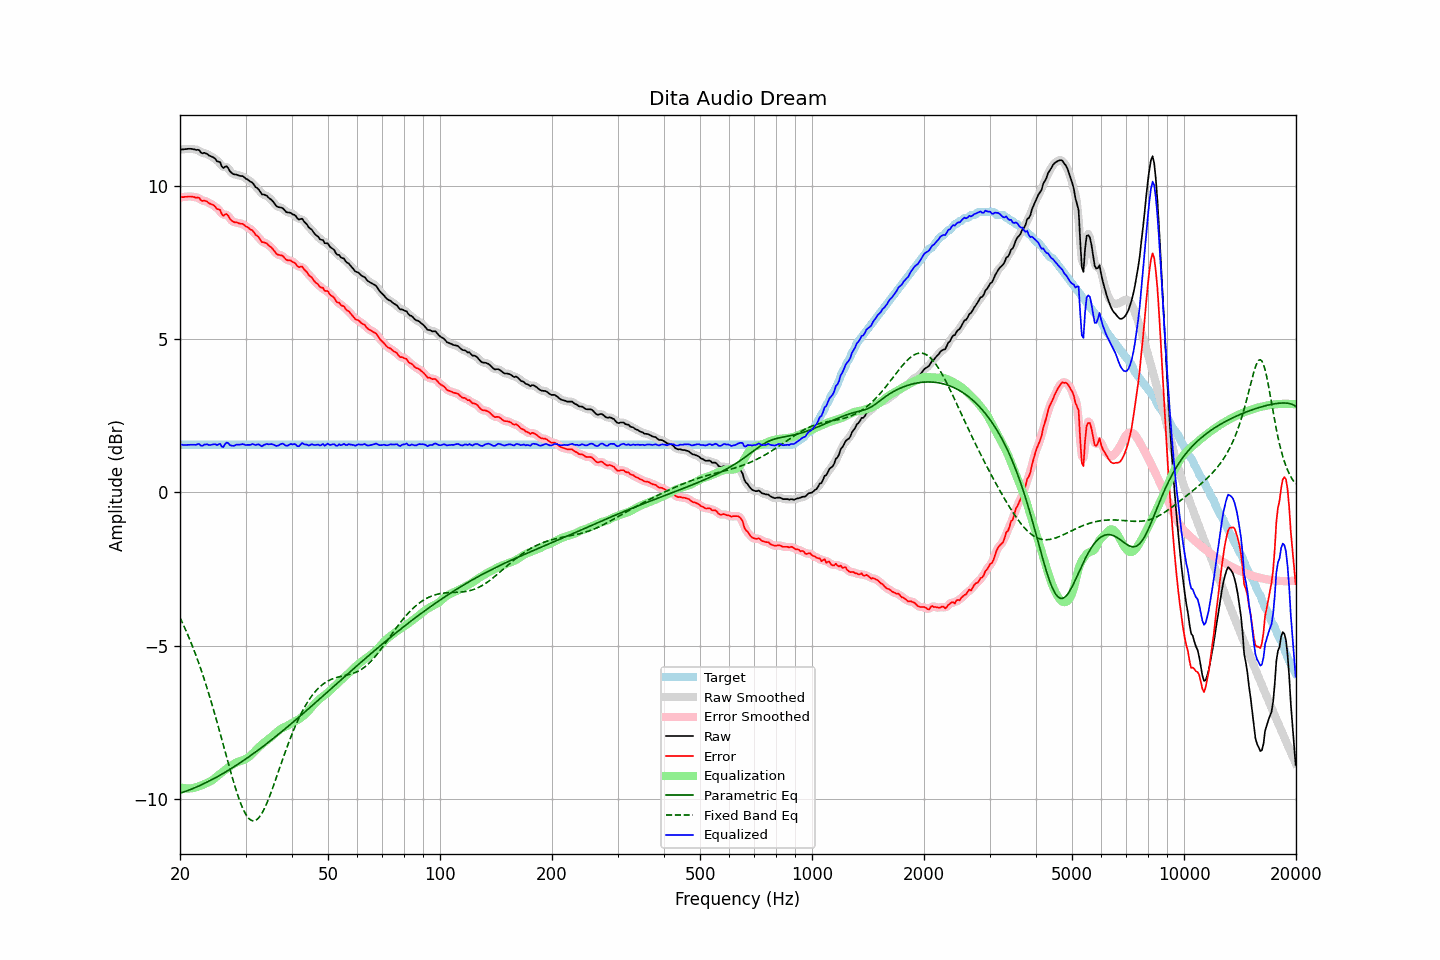 Dita Audio Dream
Amplitude (dBr)
10
5
0
−5
−10
Target
Raw Smoothed
Error Smoothed
Raw
Error
Equalization
Parametric Eq
Fixed Band Eq
Equalized
20 50 100 200 500 1000 2000 5000 10000 20000
Frequency (Hz)